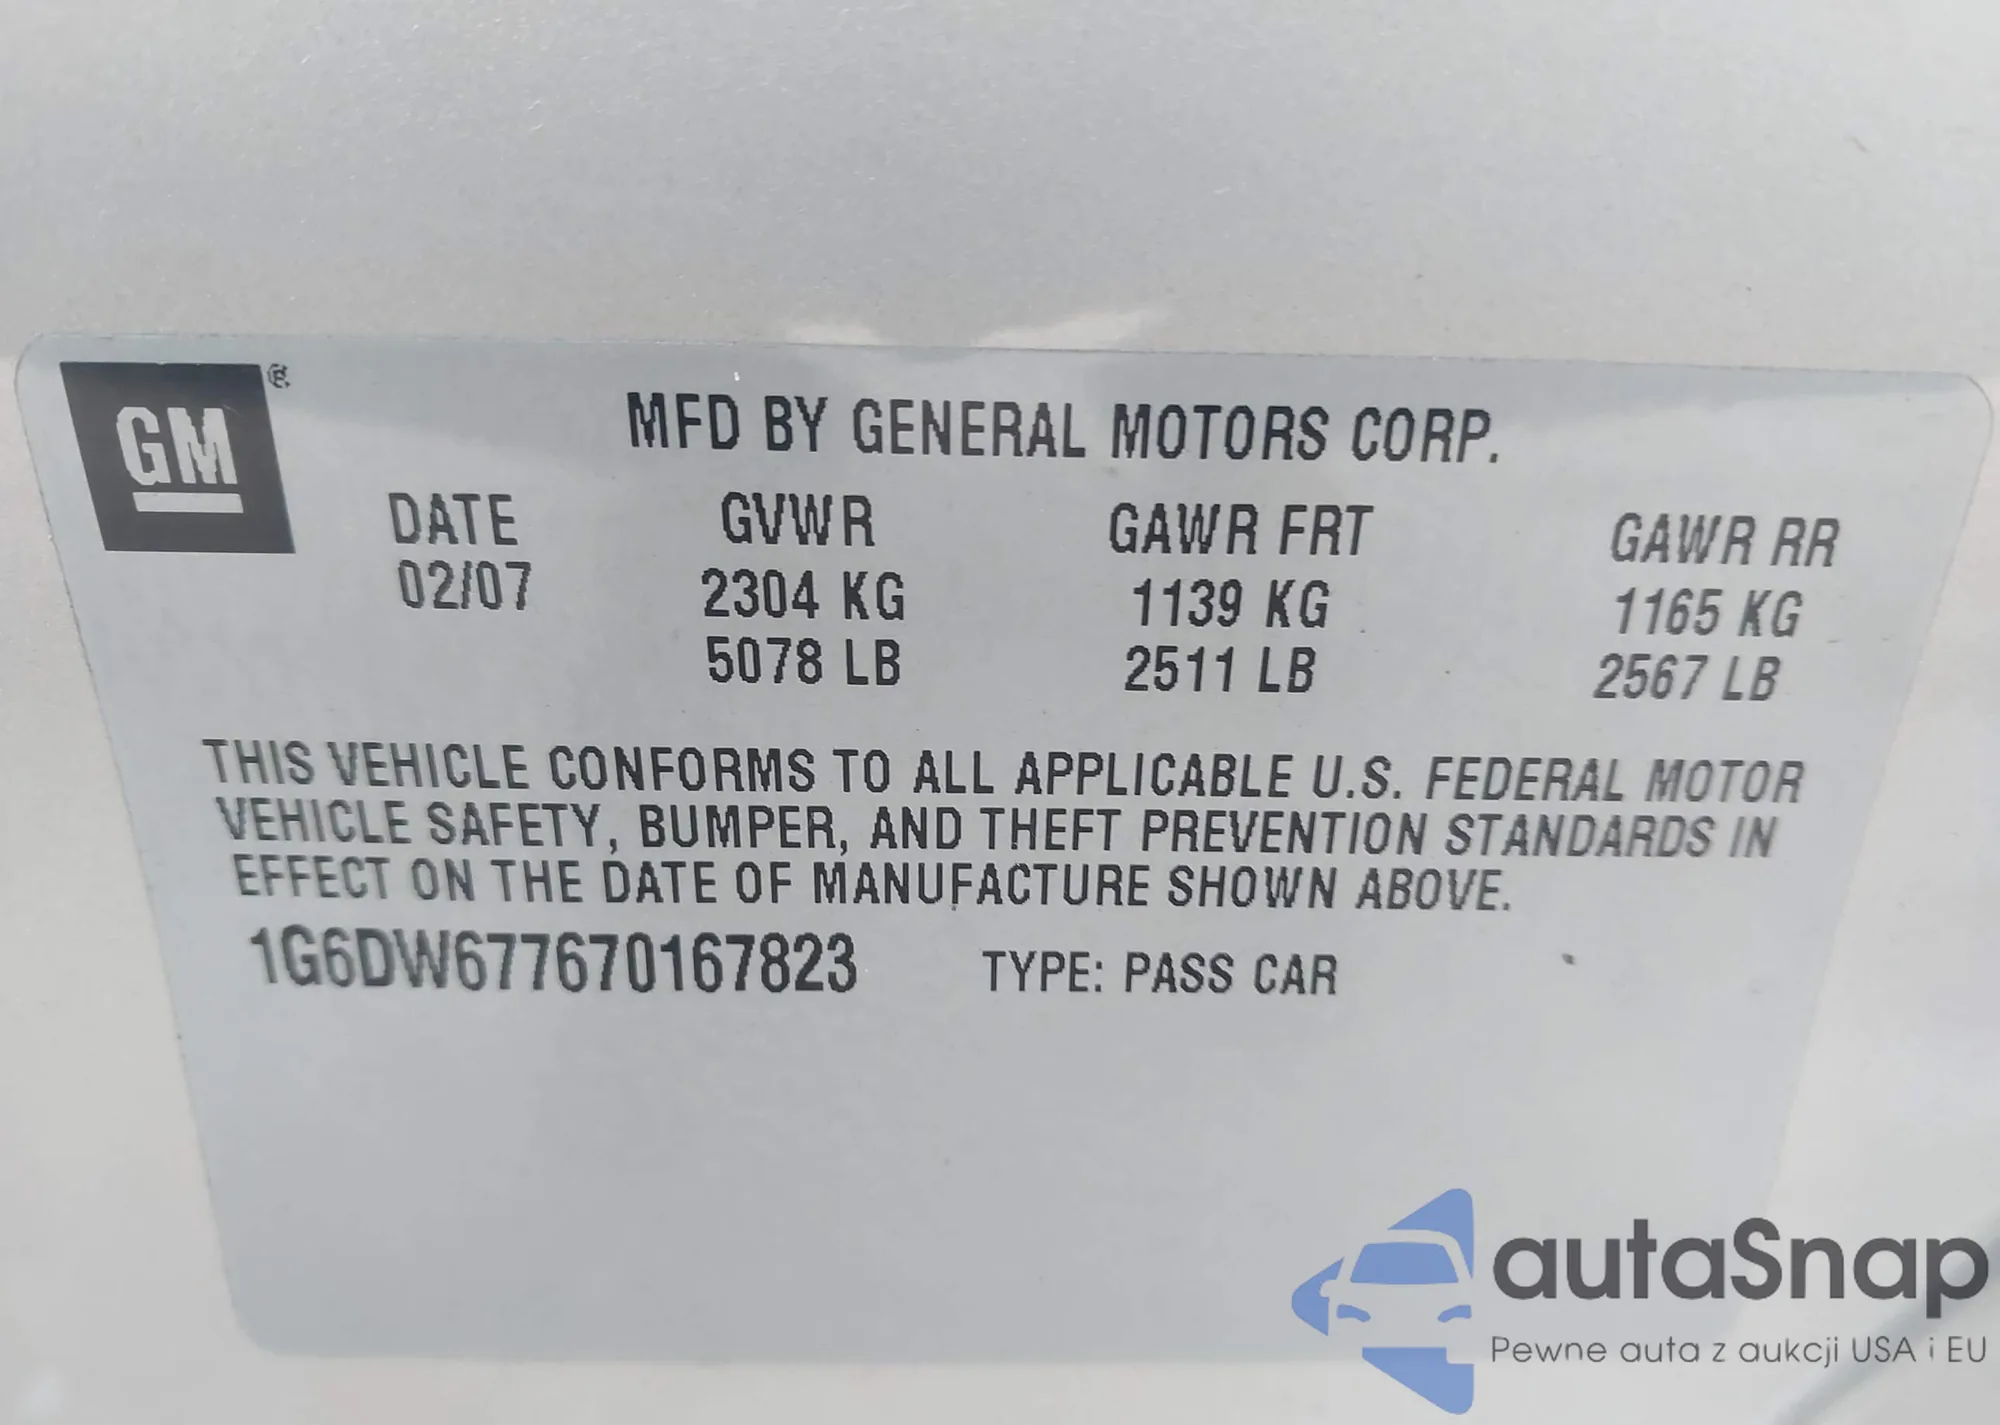 GM
MFD BY GENERAL MOTORS CORP.
DATE GVWR GAWR FRT GAWR RR
02/07 2304 KG 1139 KG 1165 KG
5078 LB 2511 LB 2567 LB
THIS VEHICLE CONFORMS TO ALL APPLICABLE U.S. FEDERAL MOTOR
VEHICLE SAFETY, BUMPER, AND THEFT PREVENTION STANDARDS IN
EFFECT ON THE DATE OF MANUFACTURE SHOWN ABOVE.
1G6DW677670167823 TYPE: PASS CAR
autaSnap
Pewne auta z aukcji USA i EU